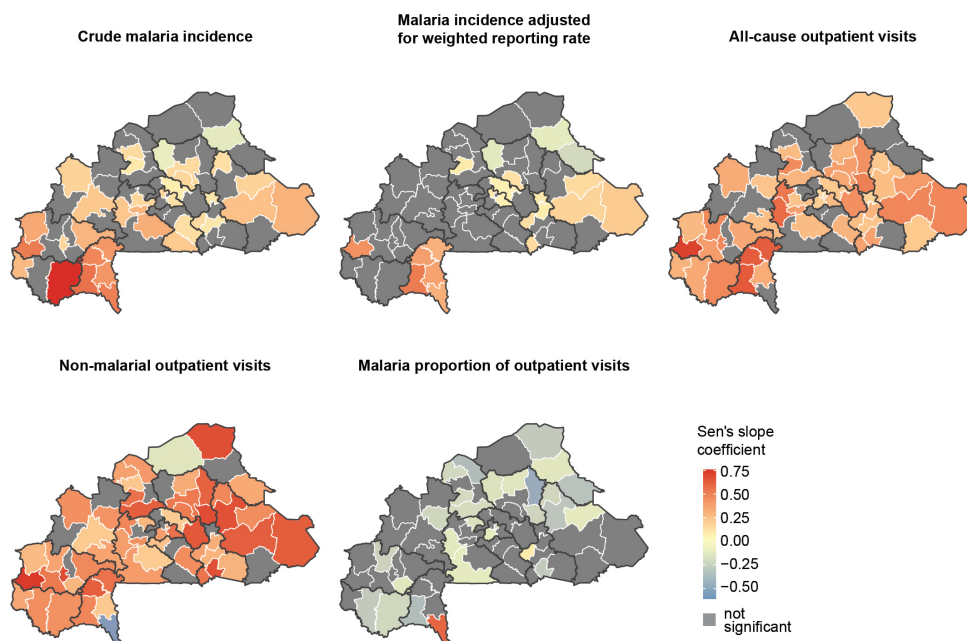 Crude malaria incidence
Malaria incidence adjusted
for weighted reporting rate
All-cause outpatient visits
Non-malarial outpatient visits
Malaria proportion of outpatient visits
Sen's slope
coefficient
0.75
0.50
0.25
0.00
−0.25
−0.50
not
significant